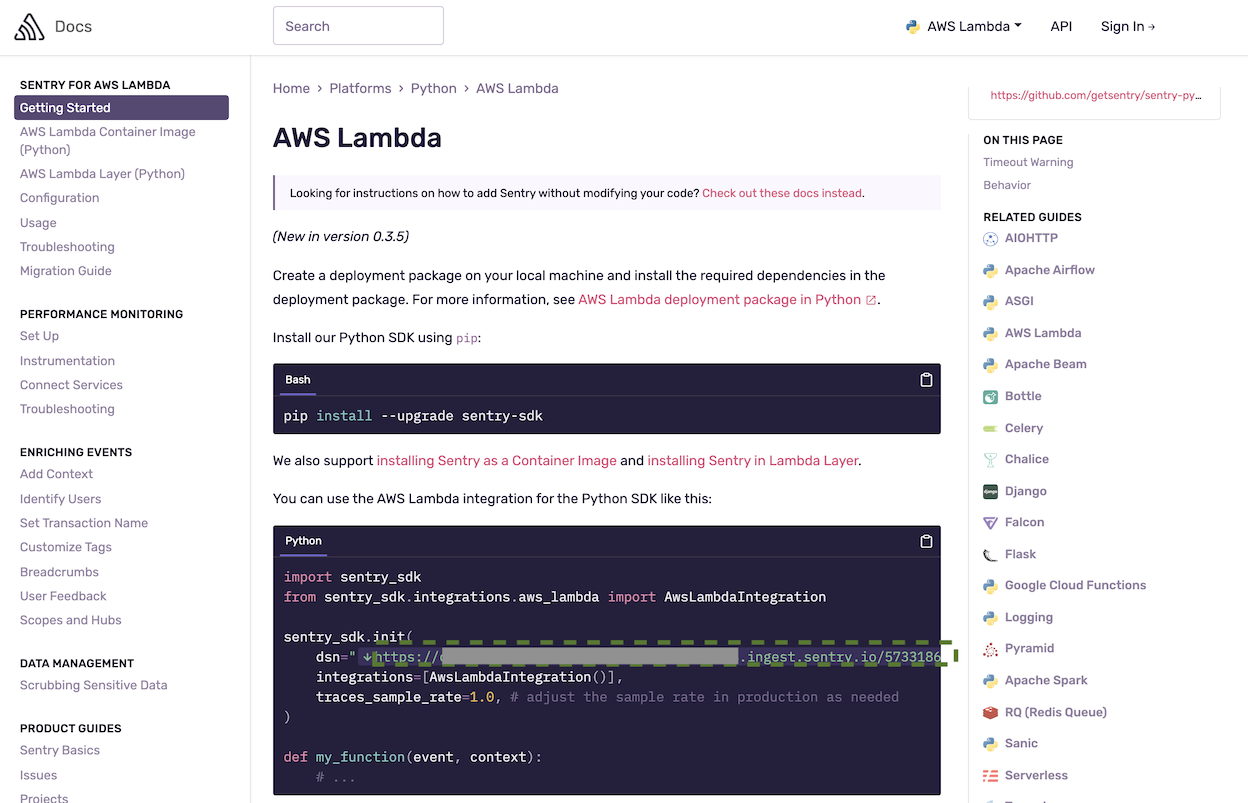 Docs
Search
AWS Lambda
API
Sign In →
SENTRY FOR AWS LAMBDA
Getting Started
AWS Lambda Container Image
(Python)
AWS Lambda Layer (Python)
Configuration
Usage
Troubleshooting
Migration Guide
PERFORMANCE MONITORING
Set Up
Instrumentation
Connect Services
Troubleshooting
ENRICHING EVENTS
Add Context
Identify Users
Set Transaction Name
Customize Tags
Breadcrumbs
User Feedback
Scopes and Hubs
DATA MANAGEMENT
Scrubbing Sensitive Data
PRODUCT GUIDES
Sentry Basics
Issues
Projects
Home › Platforms › Python › AWS Lambda
AWS Lambda
Looking for instructions on how to add Sentry without modifying your code? Check out these docs instead.
(New in version 0.3.5)
Create a deployment package on your local machine and install the required dependencies in the
deployment package. For more information, see AWS Lambda deployment package in Python.
Install our Python SDK using pip:
Bash
pip install --upgrade sentry-sdk
We also support installing Sentry as a Container Image and installing Sentry in Lambda Layer.
You can use the AWS Lambda integration for the Python SDK like this:
Python
import sentry_sdk
from sentry_sdk.integrations.aws_lambda import AwsLambdaIntegration
sentry_sdk.init(
dsn="https:// .ingest.sentry.io/5733186
integrations=[AwsLambdaIntegration()],
traces_sample_rate=1.0, # adjust the sample rate in production as needed
)
def my_function(event, context):
# ...
https://github.com/getsentry/sentry-py…
ON THIS PAGE
Timeout Warning
Behavior
RELATED GUIDES
AIOHTTP
Apache Airflow
ASGI
AWS Lambda
Apache Beam
Bottle
Celery
Chalice
Django
Falcon
Flask
Google Cloud Functions
Logging
Pyramid
Apache Spark
RQ (Redis Queue)
Sanic
Serverless